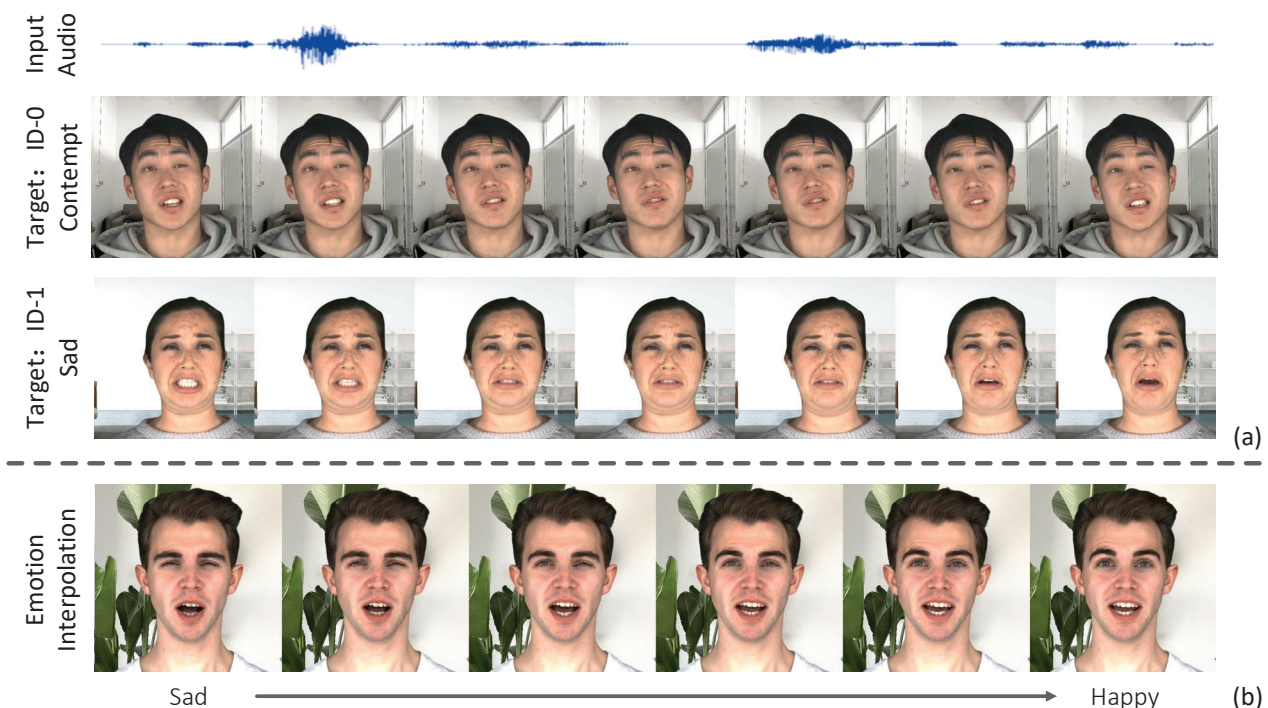 Input
Audio
Target: ID-0
Contempt
Target: ID-1
Sad
(a)
Emotion
Interpolation
Sad
Happy
(b)